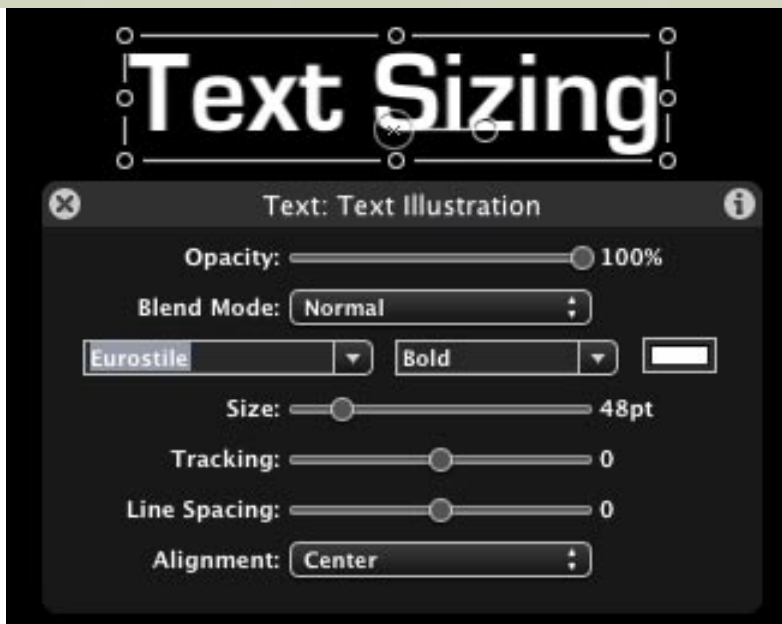 Text Sizing
Text: Text Illustration
Opacity: 100%
Blend Mode: Normal
Eurostile Bold
Size: 48pt
Tracking: 0
Line Spacing: 0
Alignment: Center